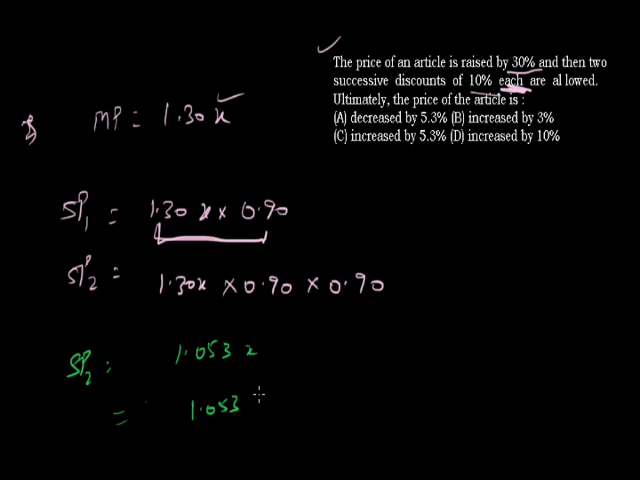 The price of an article is raised by 30% and then two
successive discounts of 10% each are al lowed.
Ultimately, the price of the article is :
(A) decreased by 5.3% (B) increased by 3%
(C) increased by 5.3% (D) increased by 10%
MP = 1.30 x
SP1 = 1.30 x × 0.90
SP2 = 1.30x × 0.90 × 0.90
SP2 = 1.053 x
= 1.053